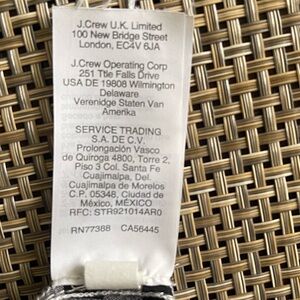 J.Crew U.K. Limited
100 New Bridge Street
London, EC4V 6JA
J.Crew Operating Corp
251 Ttle Falls Drive
USA DE 19808 Wilmington
Delaware
Verenidge Staten Van
Amerika
SERVICE TRADING
S.A. DE C.V.
Prolongación Vasco
de Quiroga 4800, Torre 2,
Piso 3 Col. Santa Fe
Cuajimalpa, Del.
Cuajimalpa de Morelos
C.P. 05348, Ciudad de
México, MÉXICO
RFC: STR921014AR0
RN77388 CA56445